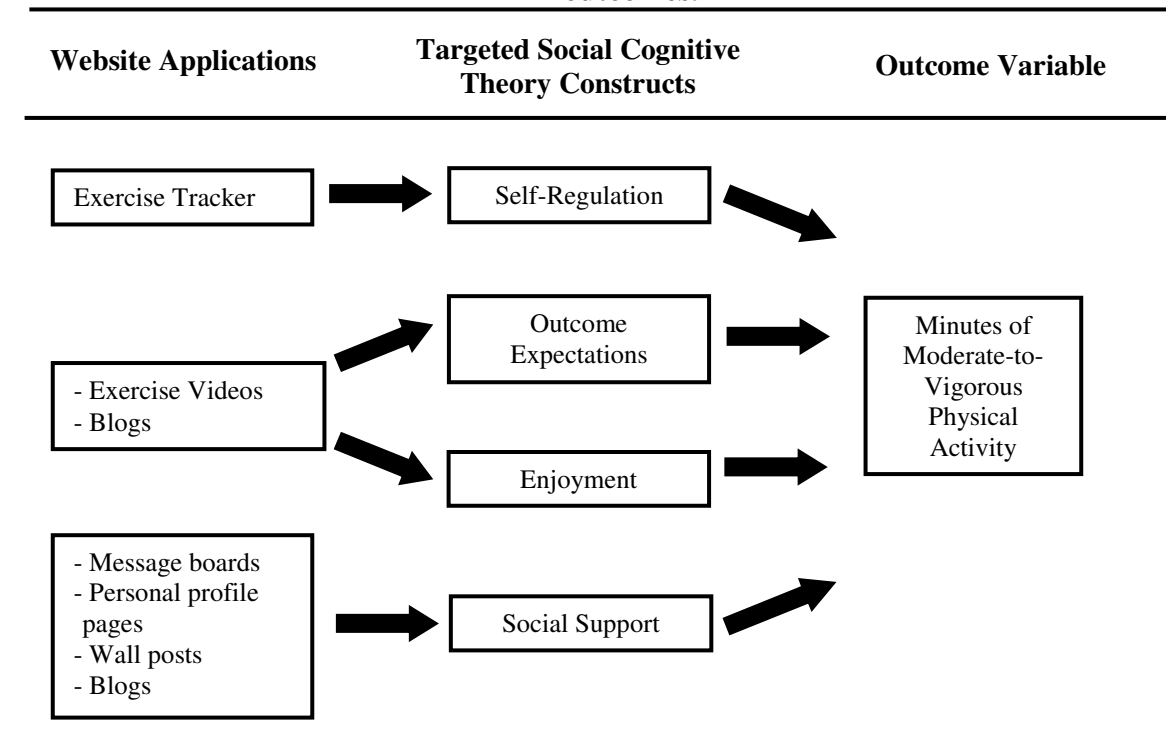 Website Applications
Targeted Social Cognitive
Theory Constructs
Outcome Variable
Exercise Tracker
Self-Regulation
- Exercise Videos
- Blogs
Outcome
Expectations
Enjoyment
Minutes of
Moderate-to-
Vigorous
Physical
Activity
- Message boards
- Personal profile
pages
- Wall posts
- Blogs
Social Support